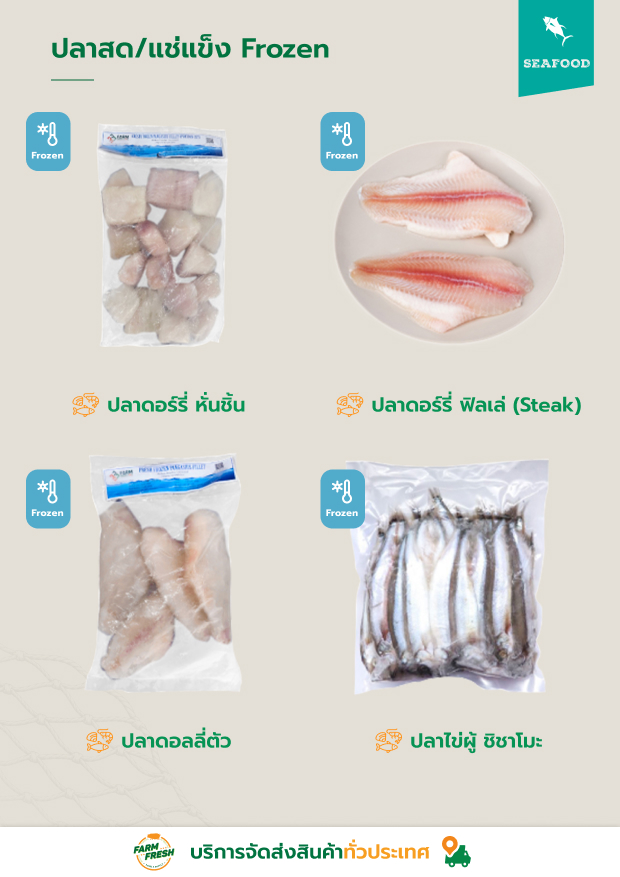 ปลาสด/แช่แข็ง Frozen
SEAFOOD
Frozen
Frozen
ปลาดอร์รี่ หั่นชิ้น
ปลาดอร์รี่ ฟิลเล่ (Steak)
Frozen
Frozen
ปลาดอลลี่ตัว
ปลาไข่ผู้ ชิชาโมะ
FARM
FRESH
บริการจัดส่งสินค้าทั่วประเทศ